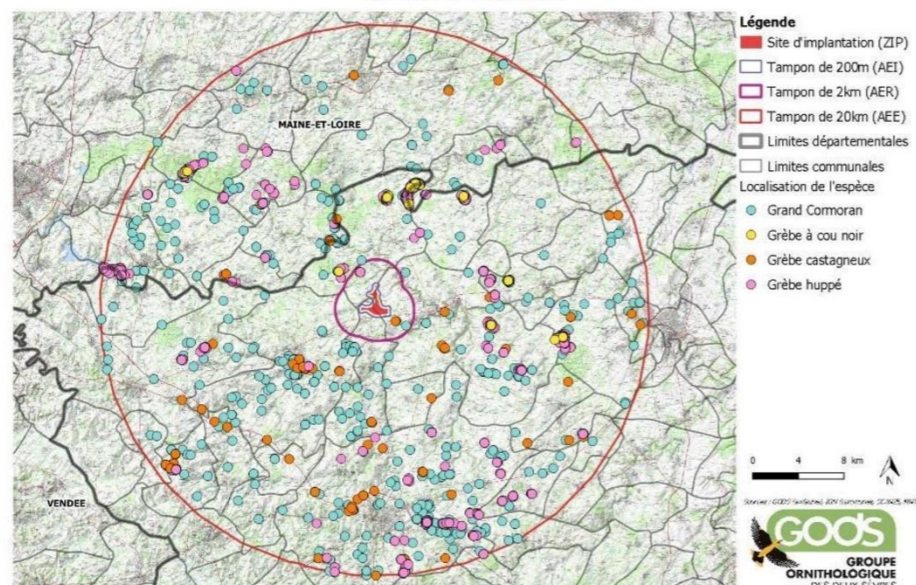 Légende
Site d'implantation (ZIP)
Tampon de 200m (AEI)
Tampon de 2km (AER)
Tampon de 20km (AEE)
Limites départementales
Limites communales
Localisation de l'espèce
Grand Cormoran
Grèbe à cou noir
Grèbe castagneux
Grèbe huppé
MAINE-ET-LOIRE
VENDEE
0 4 8 km
N
GODS
GROUPE
ORNITHOLOGIQUE